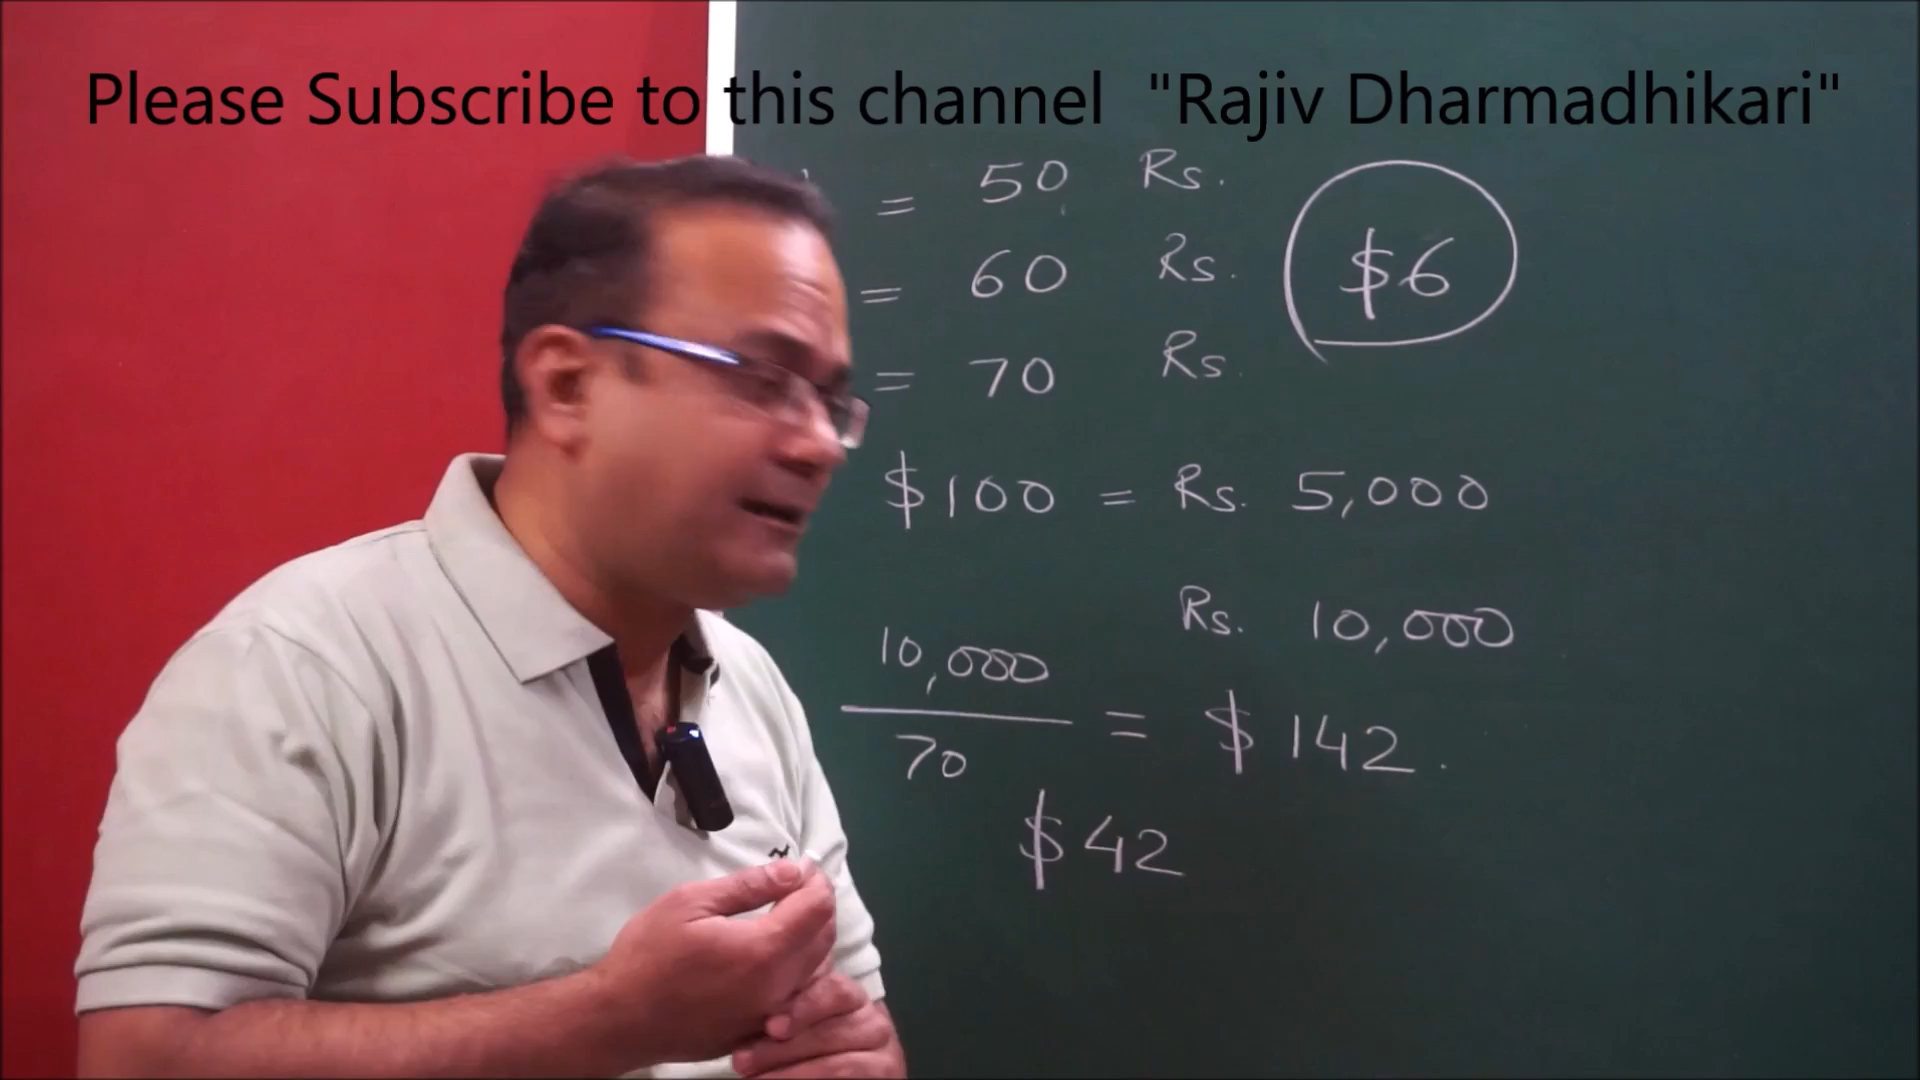 Please Subscribe to this channel "Rajiv Dharmadhikari"
= 50 Rs.
= 60 Rs.
$6
= 70 Rs.
$100 = Rs. 5,000
Rs. 10,000
10,000
70
= $ 142.
$42